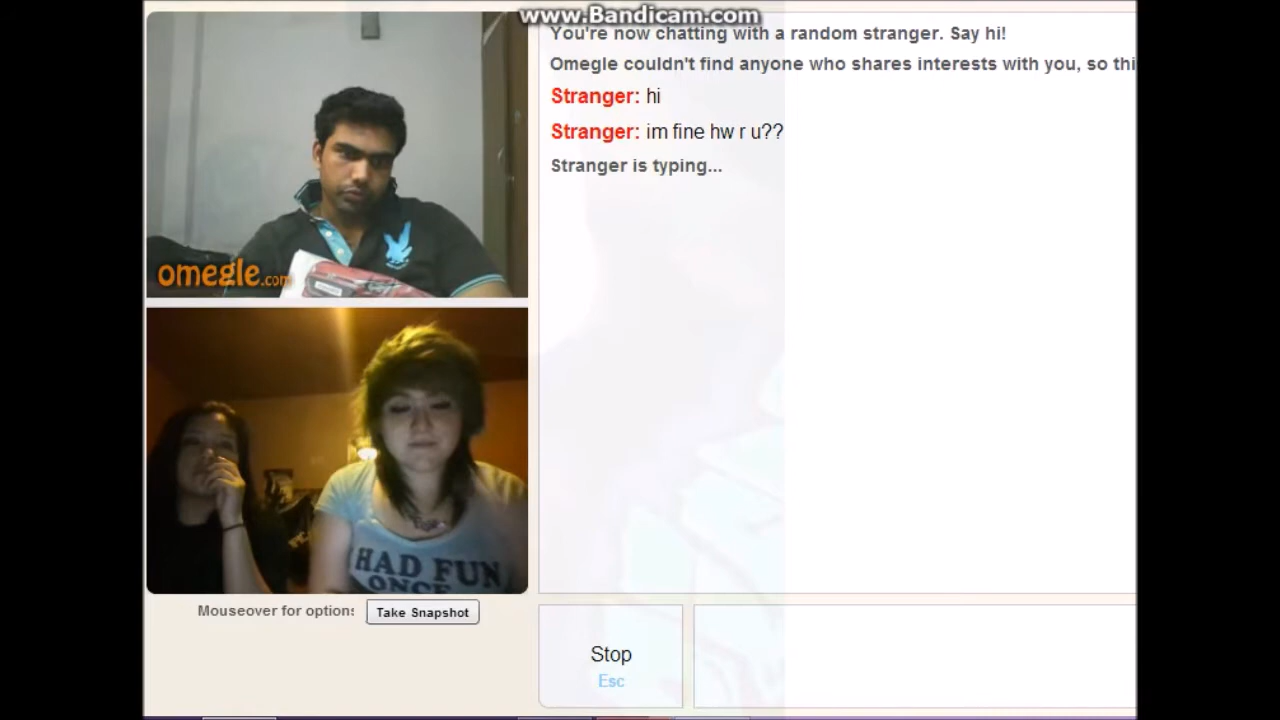 www.Bandicam.com
You're now chatting with a random stranger. Say hi!
Omegle couldn't find anyone who shares interests with you, so thi
Stranger: hi
Stranger: im fine hw r u??
Stranger is typing...
omegle.com
HAD FUN
ONCE
Mouseover for option:
Take Snapshot
Stop
Esc